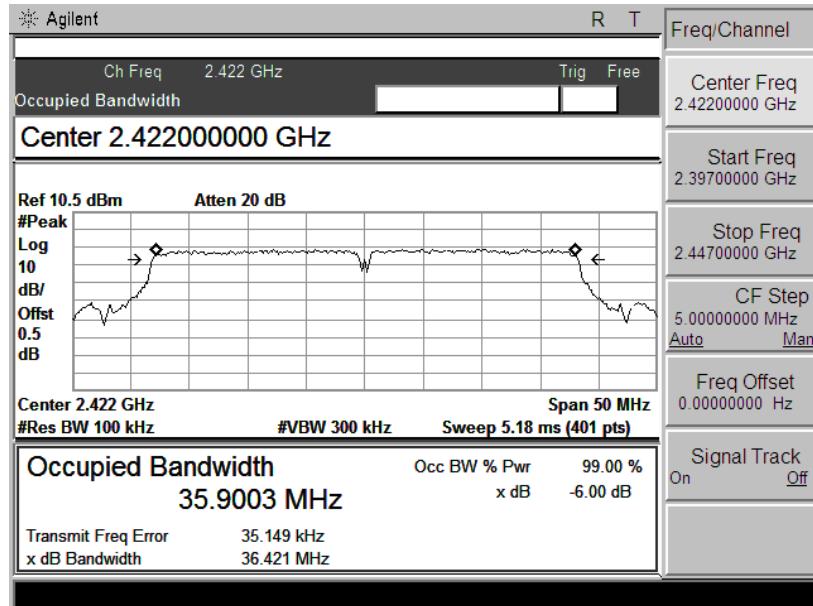 Agilent
R T
Ch Freq 2.422 GHz Trig Free
Occupied Bandwidth
Center 2.422000000 GHz
Ref 10.5 dBm Atten 20 dB
#Peak
Log
10
dB/
Offst
0.5
dB
Center 2.422 GHz Span 50 MHz
#Res BW 100 kHz #VBW 300 kHz Sweep 5.18 ms (401 pts)
Occupied Bandwidth
35.9003 MHz
Occ BW % Pwr 99.00 %
x dB -6.00 dB
Transmit Freq Error 35.149 kHz
x dB Bandwidth 36.421 MHz
Freq/Channel
Center Freq
2.42200000 GHz
Start Freq
2.39700000 GHz
Stop Freq
2.44700000 GHz
CF Step
5.00000000 MHz
Auto Man
Freq Offset
0.00000000 Hz
Signal Track
On Off